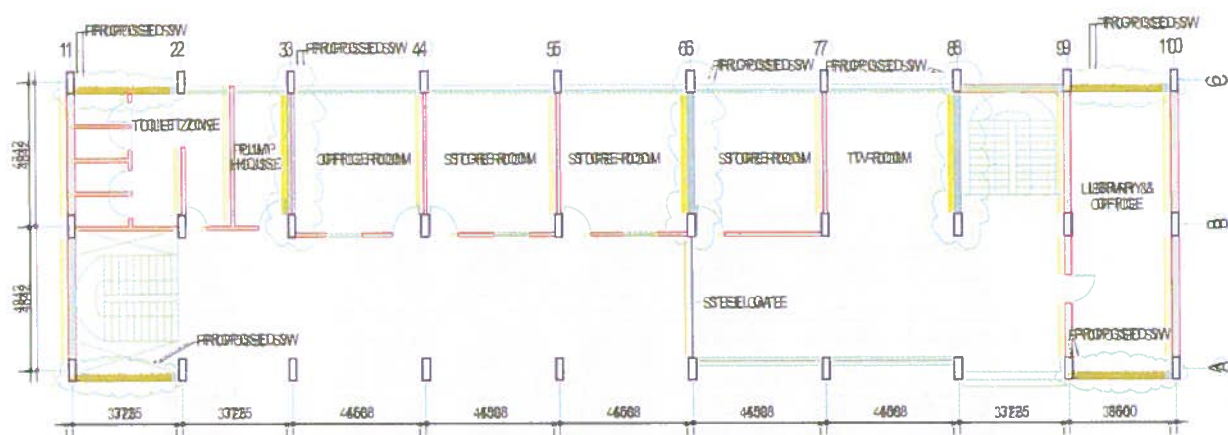 PROPOSED SW
PROPOSED SW
1 2 3 4 5 6 7 8 9 10
PROPOSED SW
PROPOSED SW
PROPOSED SW
C
TOILET ZONE
PUMP
HOUSE
OFFICE ROOM
STORE ROOM
STORE ROOM
STORE ROOM
TV ROOM
LIBRARY &
OFFICE
B
STEEL GATE
PROPOSED SW
PROPOSED SW
A